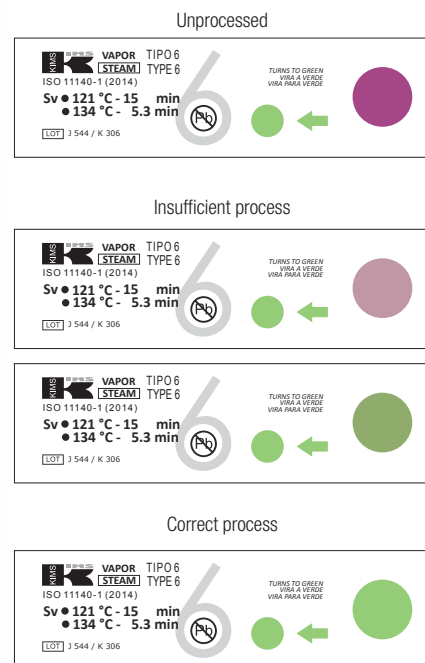 Unprocessed
KIMS IMS VAPOR TIPO 6
STEAM TYPE 6
ISO 11140-1 (2014)
Sv ● 121 °C - 15 min
● 134 °C - 5.3 min
LOT J 544 / K 306
6
Pb
TURNS TO GREEN
VIRA A VERDE
VIRA PARA VERDE
Insufficient process
KIMS IMS VAPOR TIPO 6
STEAM TYPE 6
ISO 11140-1 (2014)
Sv ● 121 °C - 15 min
● 134 °C - 5.3 min
LOT J 544 / K 306
6
Pb
TURNS TO GREEN
VIRA A VERDE
VIRA PARA VERDE
KIMS IMS VAPOR TIPO 6
STEAM TYPE 6
ISO 11140-1 (2014)
Sv ● 121 °C - 15 min
● 134 °C - 5.3 min
LOT J 544 / K 306
6
Pb
TURNS TO GREEN
VIRA A VERDE
VIRA PARA VERDE
Correct process
KIMS IMS VAPOR TIPO 6
STEAM TYPE 6
ISO 11140-1 (2014)
Sv ● 121 °C - 15 min
● 134 °C - 5.3 min
LOT J 544 / K 306
6
Pb
TURNS TO GREEN
VIRA A VERDE
VIRA PARA VERDE